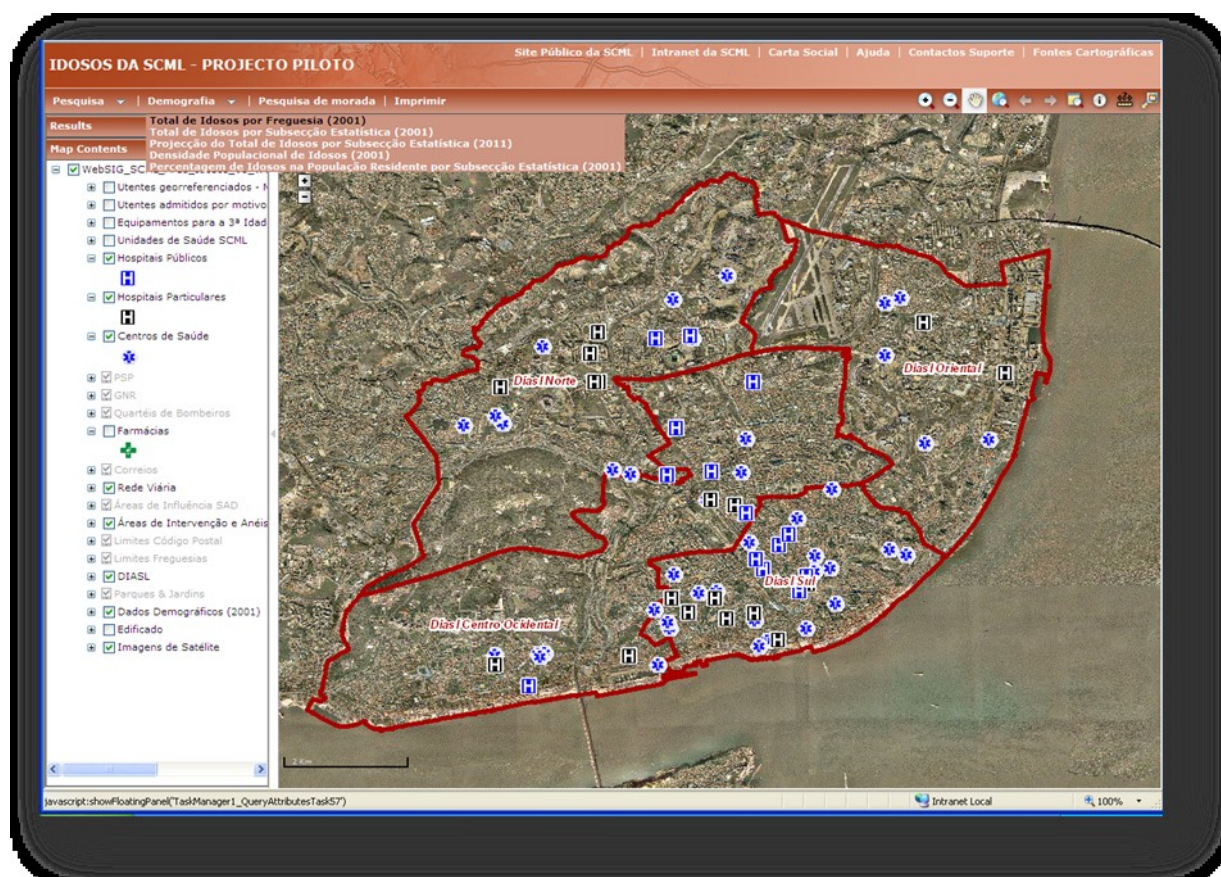 Site Público da SCML | Intranet da SCML | Carta Social | Ajuda | Contactos Suporte | Fontes Cartográficas
IDOSOS DA SCML - PROJECTO PILOTO
Pesquisa | Demografia | Pesquisa de morada | Imprimir
Results
Total de Idosos por Freguesia (2001)
Total de Idosos por Subsecção Estatística (2001)
Projecção do Total de Idosos por Subsecção Estatística (2011)
Densidade Populacional de Idosos (2001)
Percentagem de Idosos na População Residente por Subsecção Estatística (2001)
Map Contents
WebSIG_SC
Utentes georreferenciados - N
Utentes admitidos por motivo
Equipamentos para a 3ª Idad
Unidades de Saúde SCML
Hospitais Públicos
H
Hospitais Particulares
H
Centros de Saúde
PSP
GNR
Quartéis de Bombeiros
Farmácias
Correios
Rede Viária
Áreas de Influência SAD
Áreas de Intervenção e Anéis
Limites Código Postal
Limites Freguesias
DIASL
Parques & Jardins
Dados Demográficos (2001)
Edificado
Imagens de Satélite
Dias l Norte
Dias l Oriental
Dias l Sul
Dias l Centro Ocidental
2 Km
javascript:showFloatingPanel('TaskManager1_QueryAttributesTask57')
Intranet Local
100%